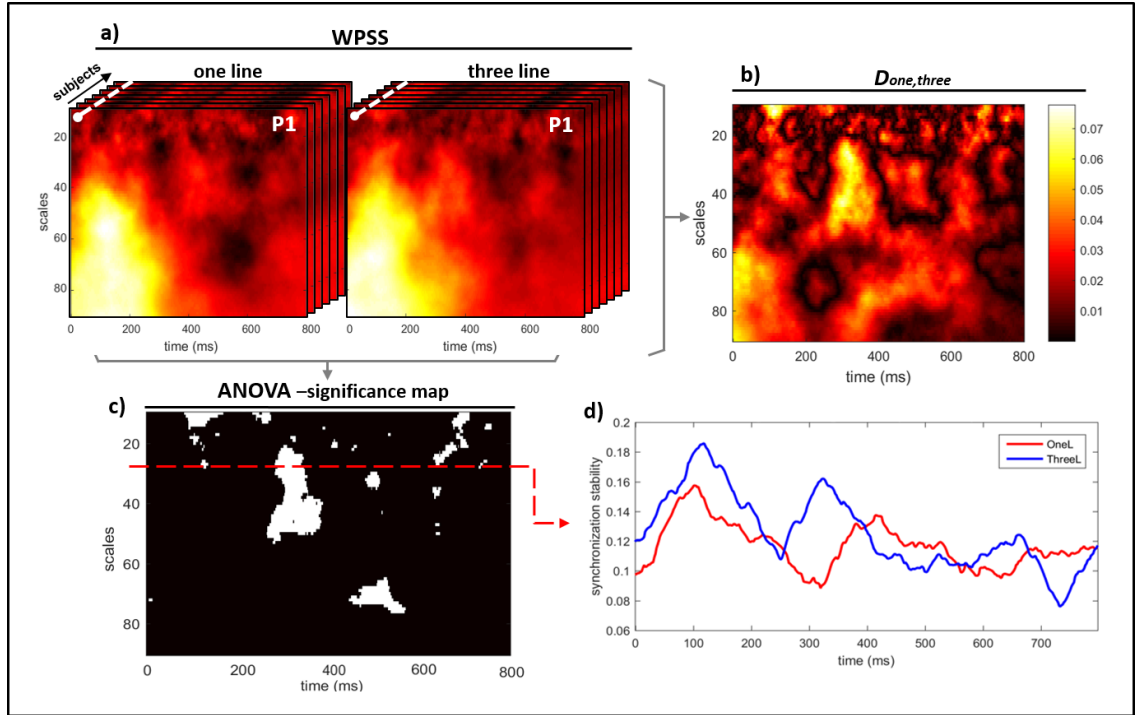 a)
WPSS
subjects
one line
three line
P1
P1
20
40
60
80
scales
0
200
400
600
800
0
200
400
600
800
time (ms)
time (ms)
b)
Done,three
20
40
60
80
scales
0
200
400
600
800
time (ms)
0.07
0.06
0.05
0.04
0.03
0.02
0.01
ANOVA –significance map
c)
20
40
60
80
scales
0
200
400
600
800
time (ms)
d)
0.2
0.18
0.16
0.14
0.12
0.1
0.08
0.06
synchronization stability
OneL
ThreeL
0
100
200
300
400
500
600
700
time (ms)